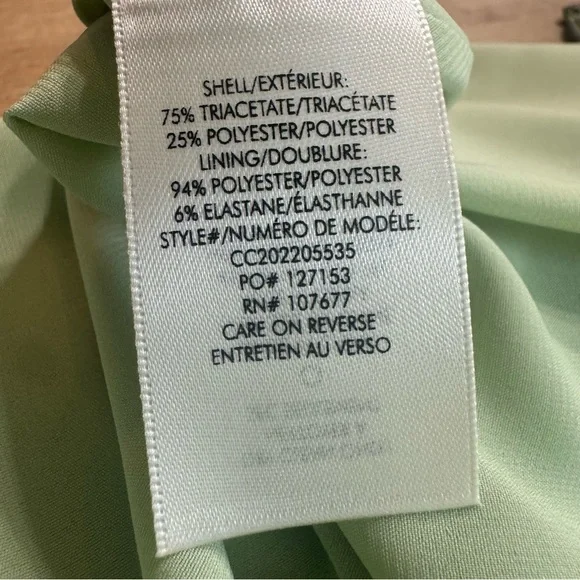 SHELL/EXTÉRIEUR:
75% TRIACETATE/TRIACÉTATE
25% POLYESTER/POLYESTER
LINING/DOUBLURE:
94% POLYESTER/POLYESTER
6% ELASTANE/ÉLASTHANNE
STYLE#/NUMÉRO DE MODÉLE:
CC202205535
PO# 127153
RN# 107677
CARE ON REVERSE
ENTRETIEN AU VERSO